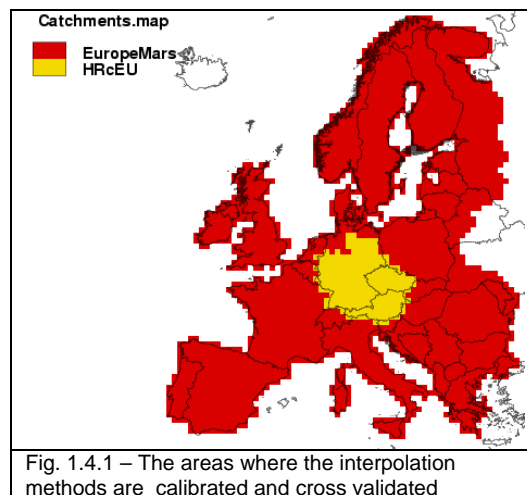 Catchments.map
EuropeMars
HRcEU
Fig. 1.4.1 – The areas where the interpolation
methods are calibrated and cross validated